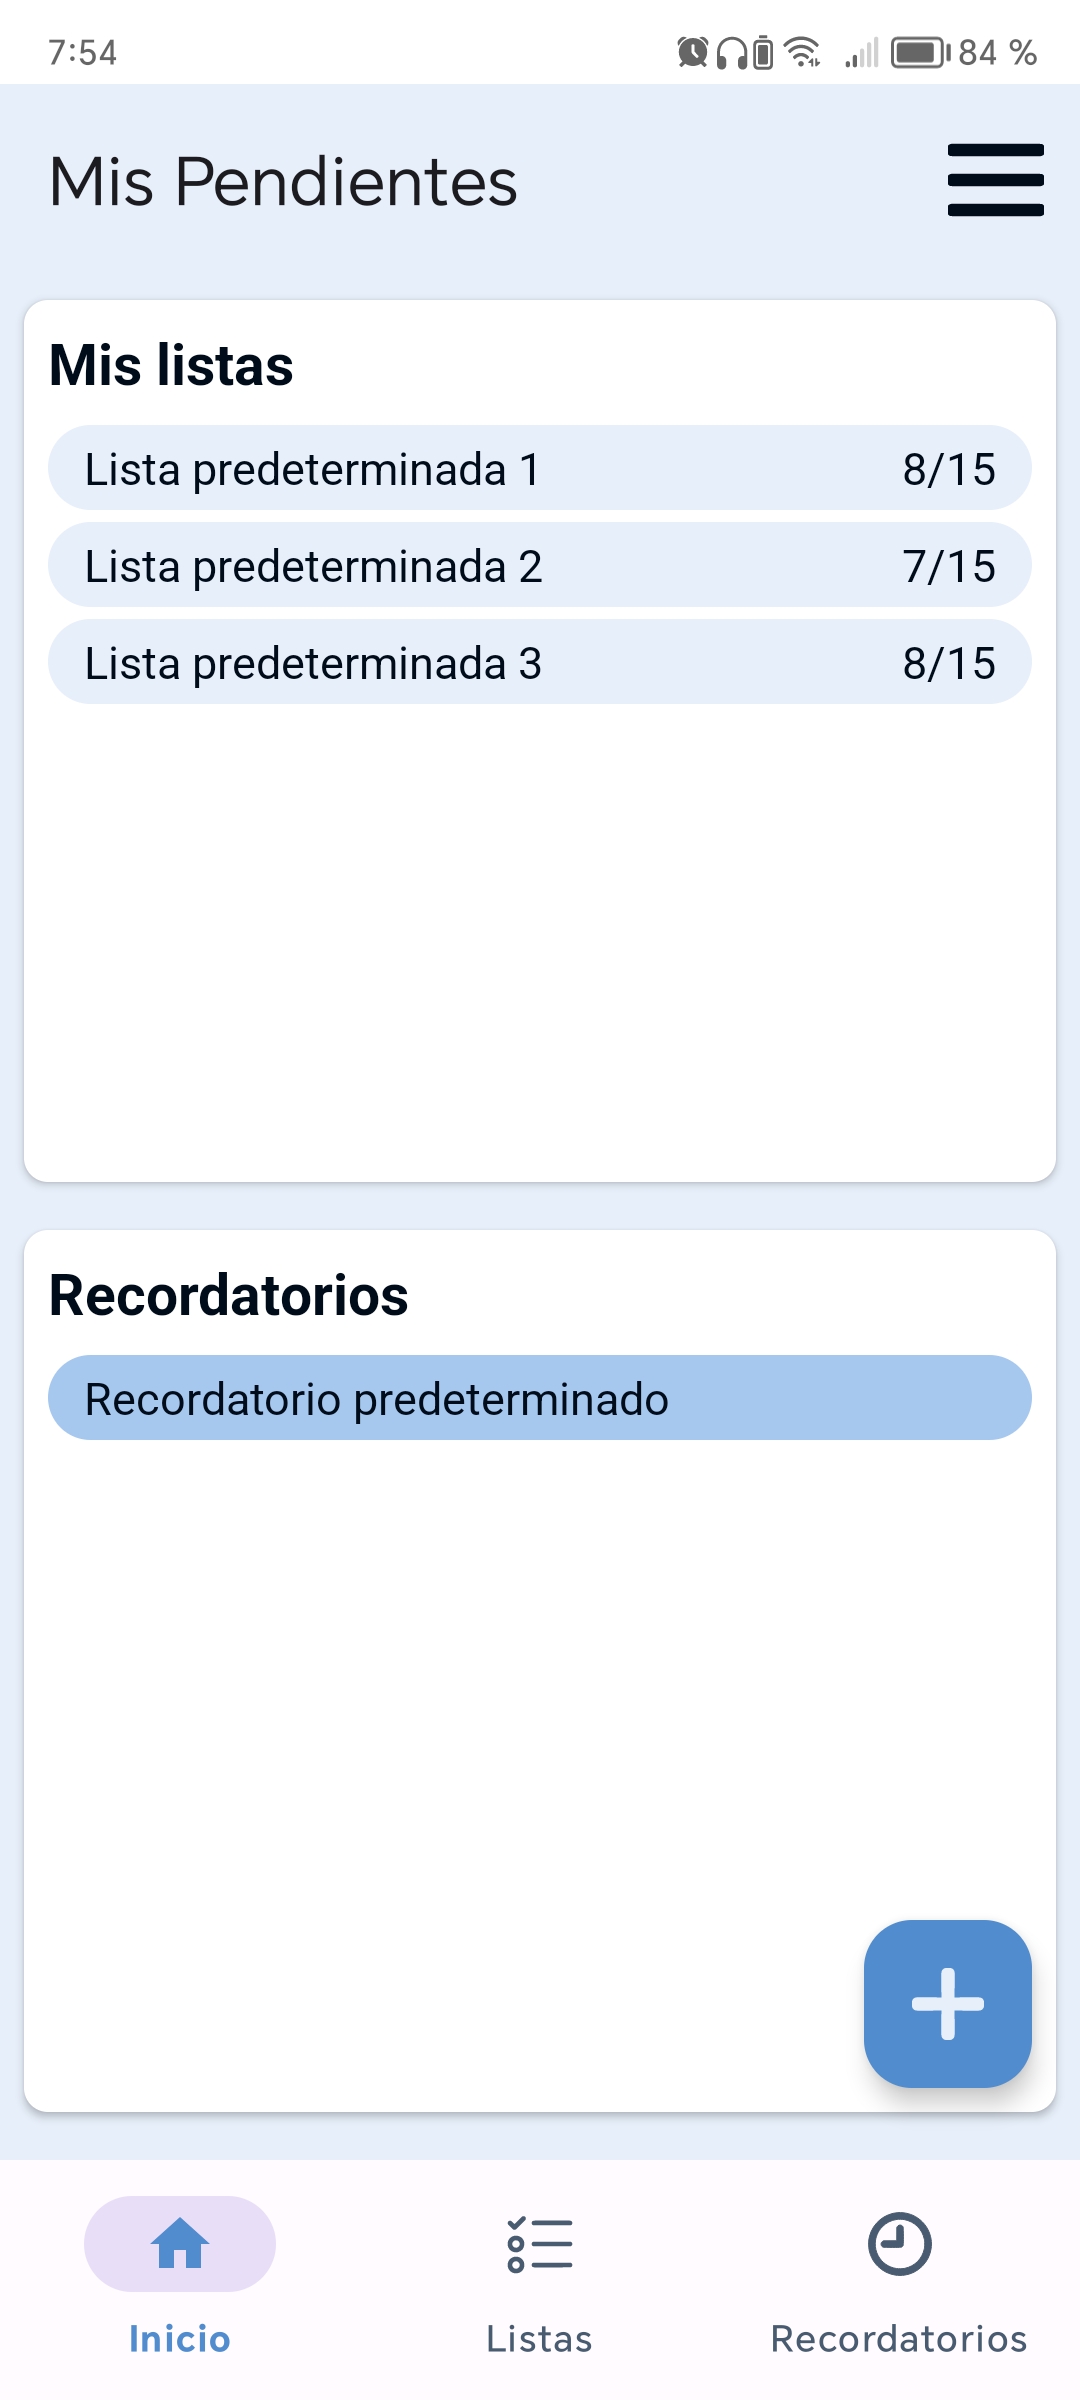 7:54
84 %
Mis Pendientes
Mis listas
Lista predeterminada 1 8/15
Lista predeterminada 2 7/15
Lista predeterminada 3 8/15
Recordatorios
Recordatorio predeterminado
Inicio Listas Recordatorios